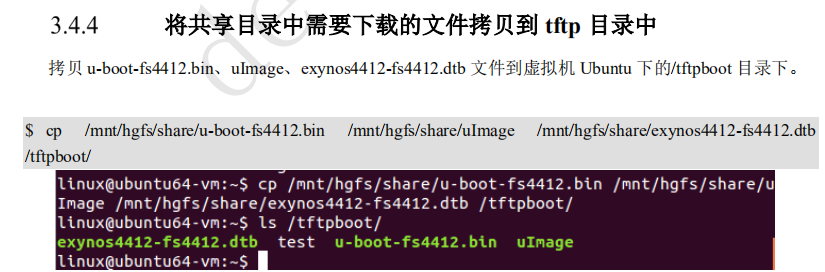 3.4.4 将共享目录中需要下载的文件拷贝到 tftp 目录中
拷贝 u-boot-fs4412.bin、uImage、exynos4412-fs4412.dtb 文件到虚拟机 Ubuntu 下的/tftpboot 目录下。
$ cp /mnt/hgfs/share/u-boot-fs4412.bin /mnt/hgfs/share/uImage /mnt/hgfs/share/exynos4412-fs4412.dtb
/tftpboot/
linux@ubuntu64-vm:~$ cp /mnt/hgfs/share/u-boot-fs4412.bin /mnt/hgfs/share/u
Image /mnt/hgfs/share/exynos4412-fs4412.dtb /tftpboot/
linux@ubuntu64-vm:~$ ls /tftpboot/
exynos4412-fs4412.dtb test u-boot-fs4412.bin uImage
linux@ubuntu64-vm:~$